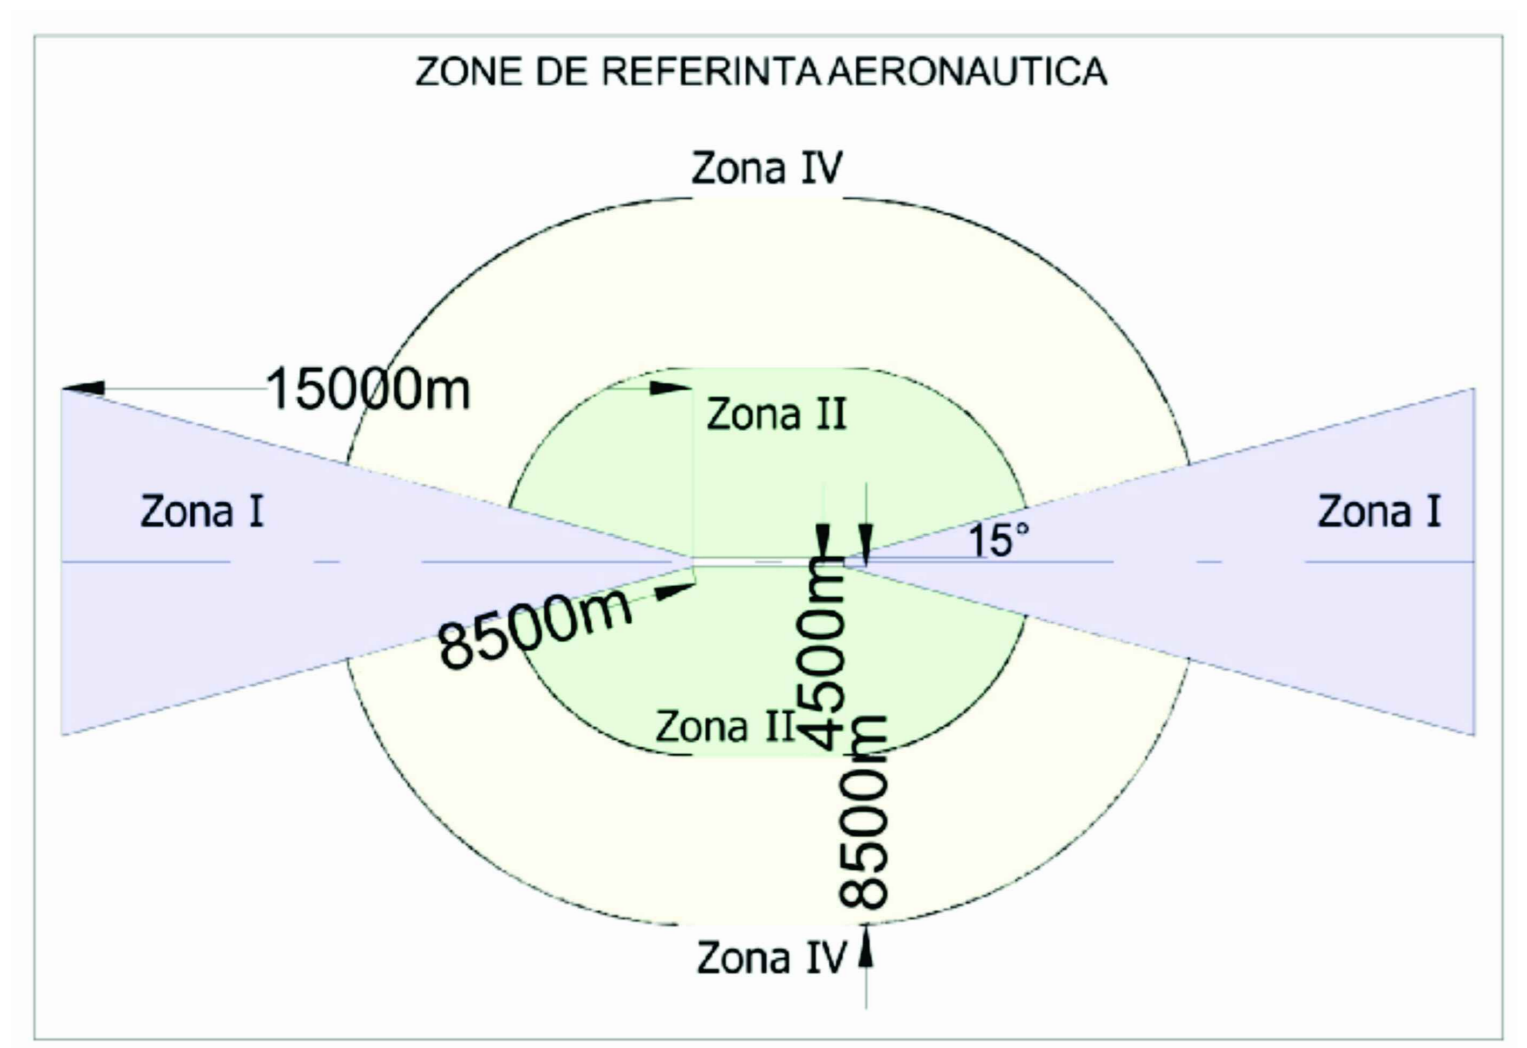 ZONE DE REFERINTA AERONAUTICA
Zona IV
15000m
Zona II
Zona I
Zona I
15°
8500m
4500m
Zona II
8500m
Zona IV